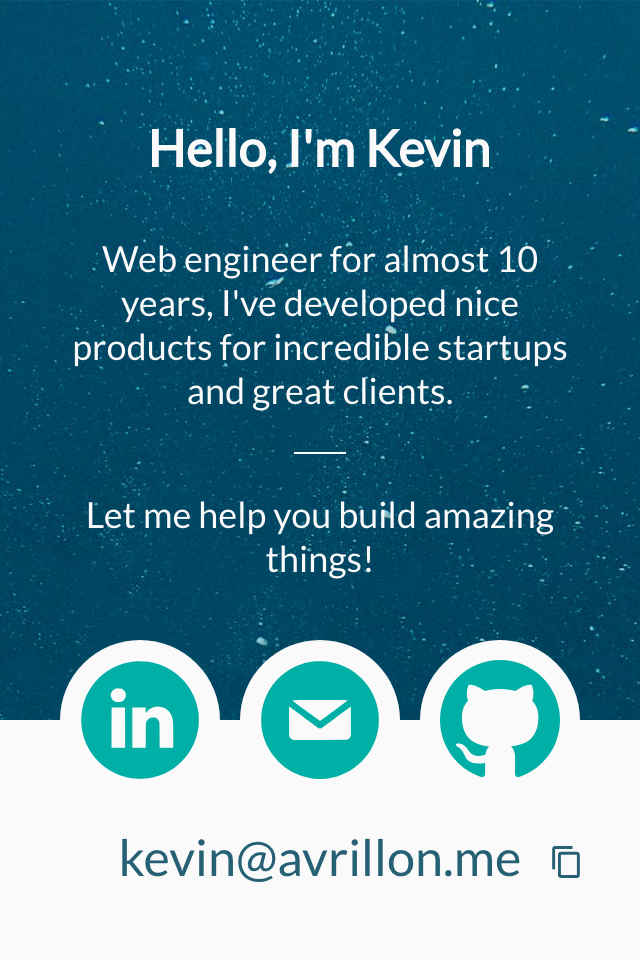 Hello, I'm Kevin
Web engineer for almost 10
years, I've developed nice
products for incredible startups
and great clients.
Let me help you build amazing
things!
in
kevin@avrillon.me